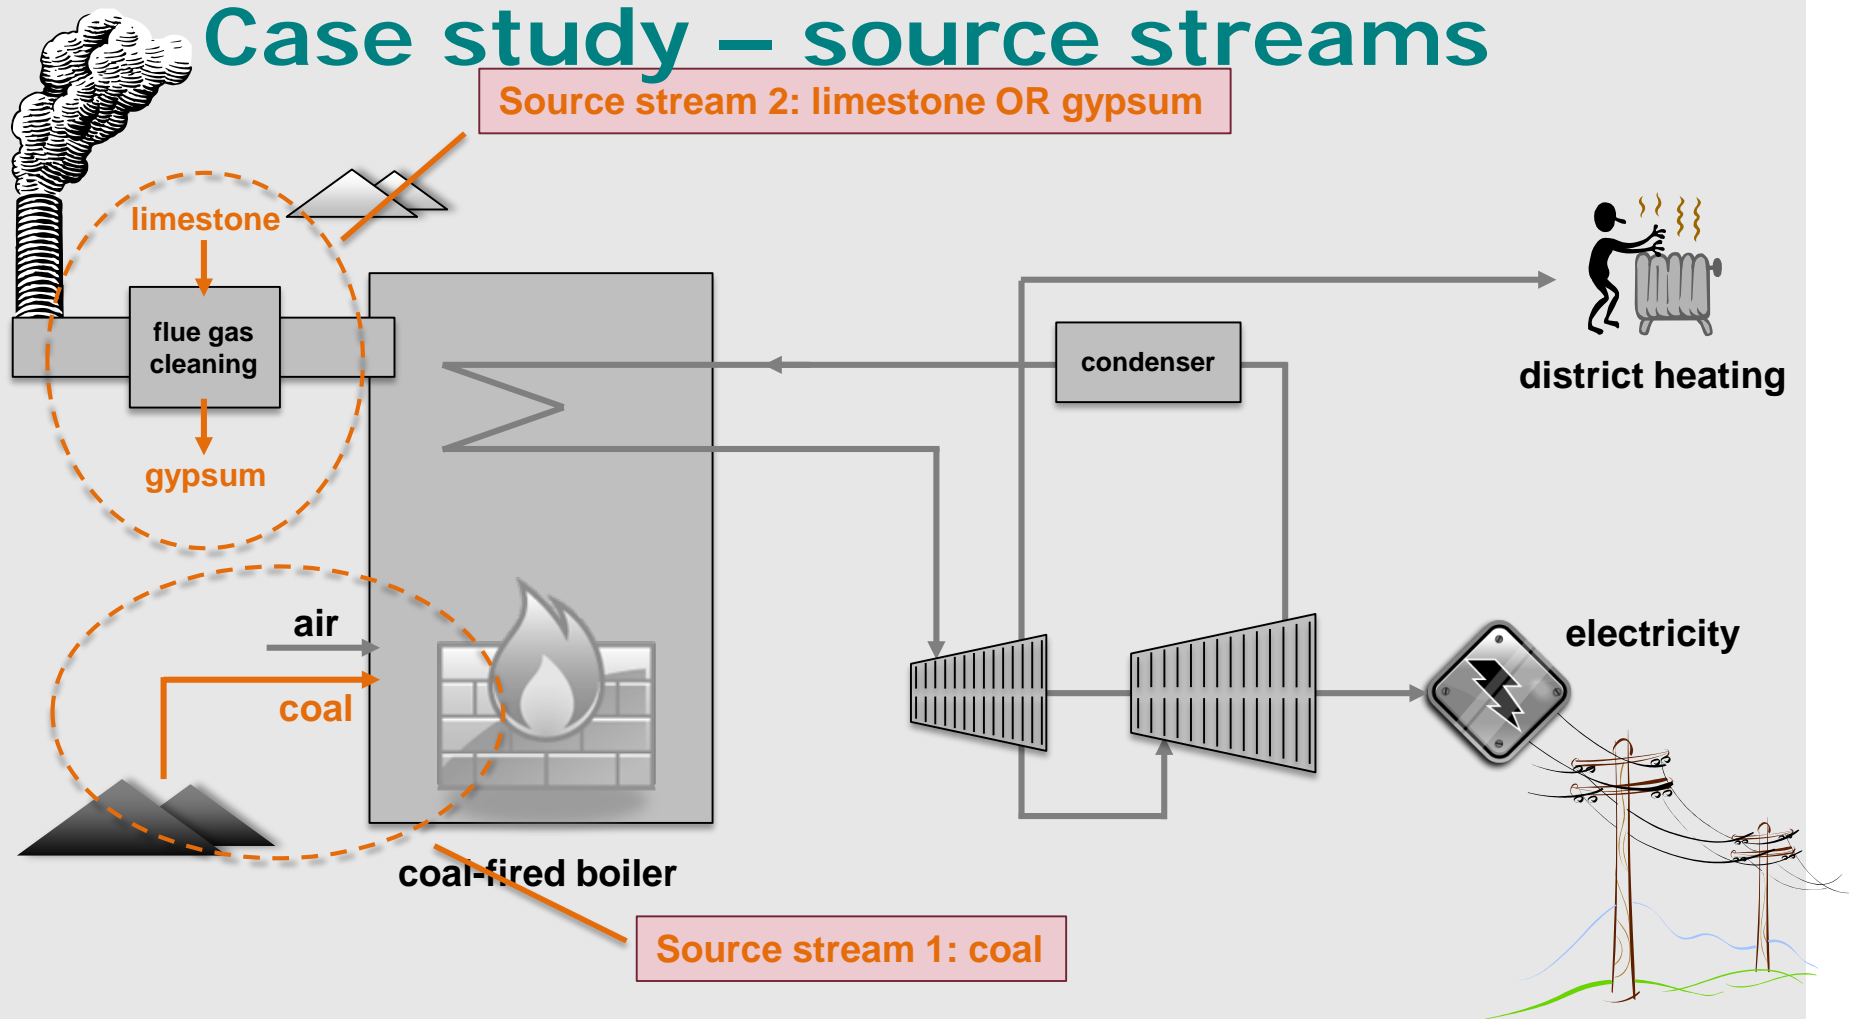 Case study – source streams
Source stream 2: limestone OR gypsum
limestone
flue gas
cleaning
gypsum
condenser
district heating
air
coal
electricity
coal-fired boiler
Source stream 1: coal